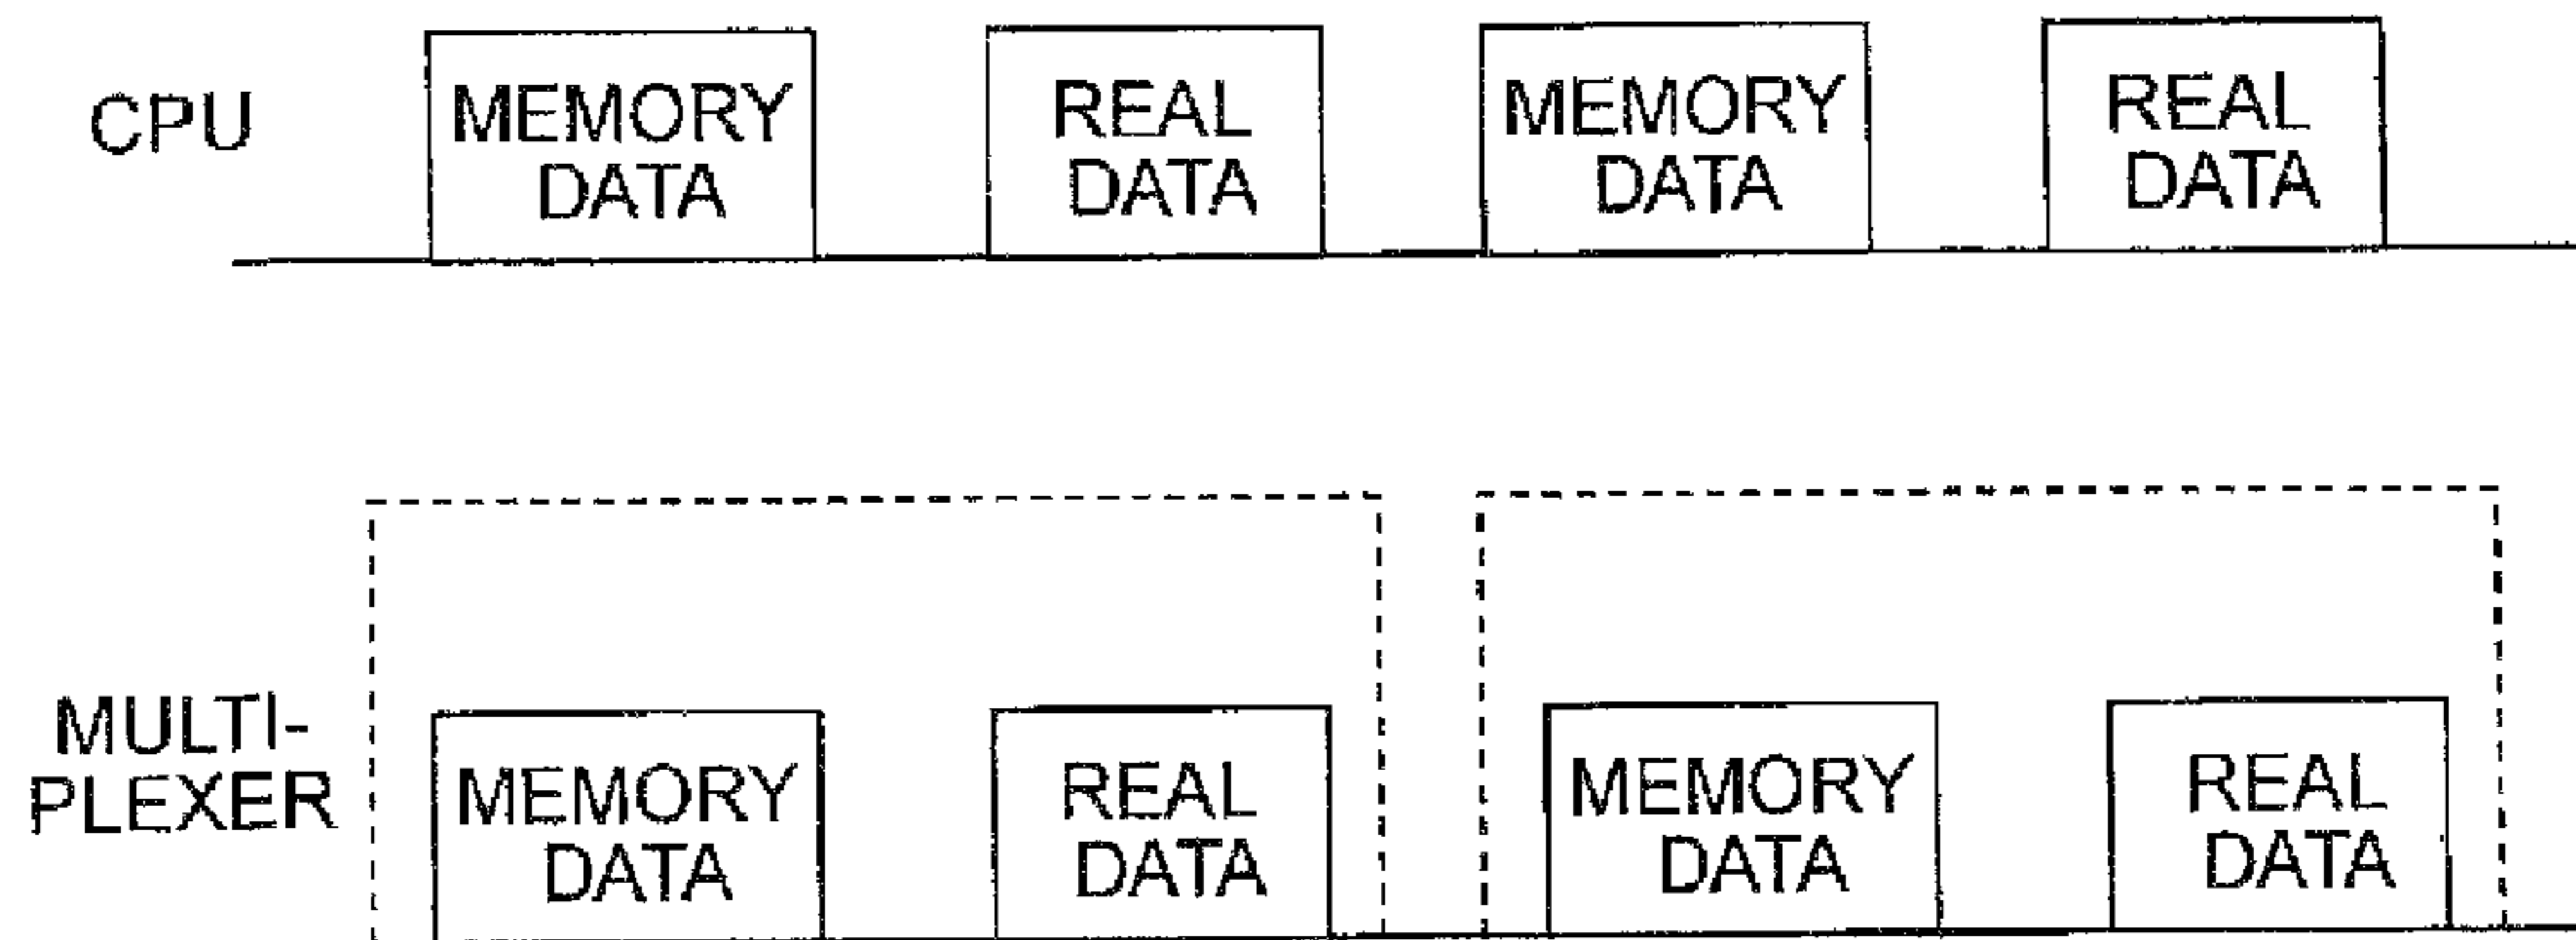 CPU
MEMORY
DATA
REAL
DATA
MEMORY
DATA
REAL
DATA
MULTI-
PLEXER
MEMORY
DATA
REAL
DATA
MEMORY
DATA
REAL
DATA